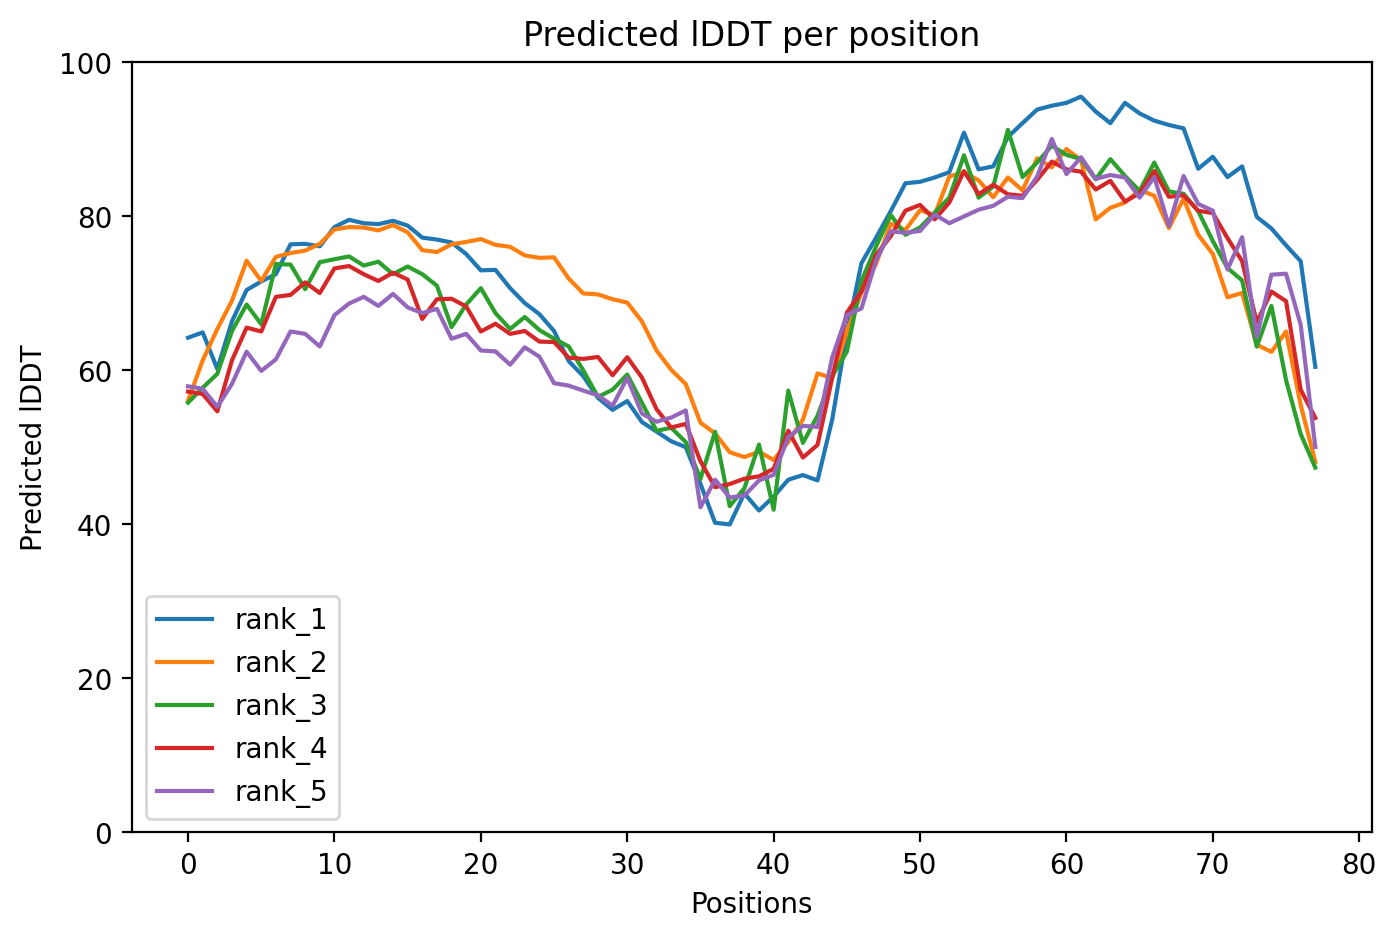 Predicted lDDT per position
100
80
60
40
20
0
Predicted lDDT
rank_1
rank_2
rank_3
rank_4
rank_5
0 10 20 30 40 50 60 70 80
Positions